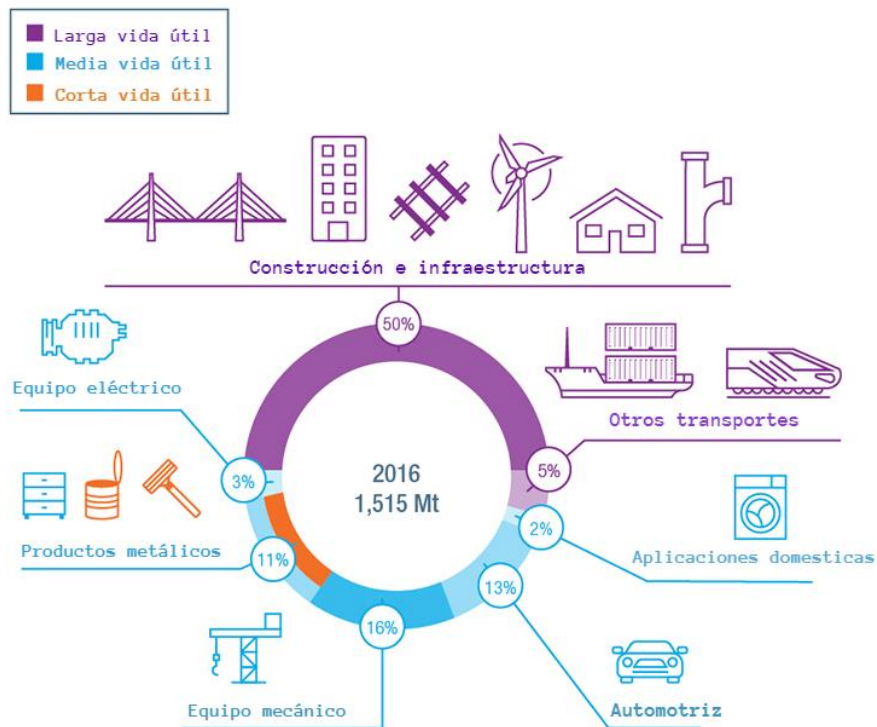 Larga vida útil
Media vida útil
Corta vida útil
Construcción e infraestructura
50%
Equipo eléctrico
Otros transportes
3%
5%
2016
1,515 Mt
2%
Productos metálicos
11%
Aplicaciones domesticas
13%
16%
Equipo mecánico
Automotriz